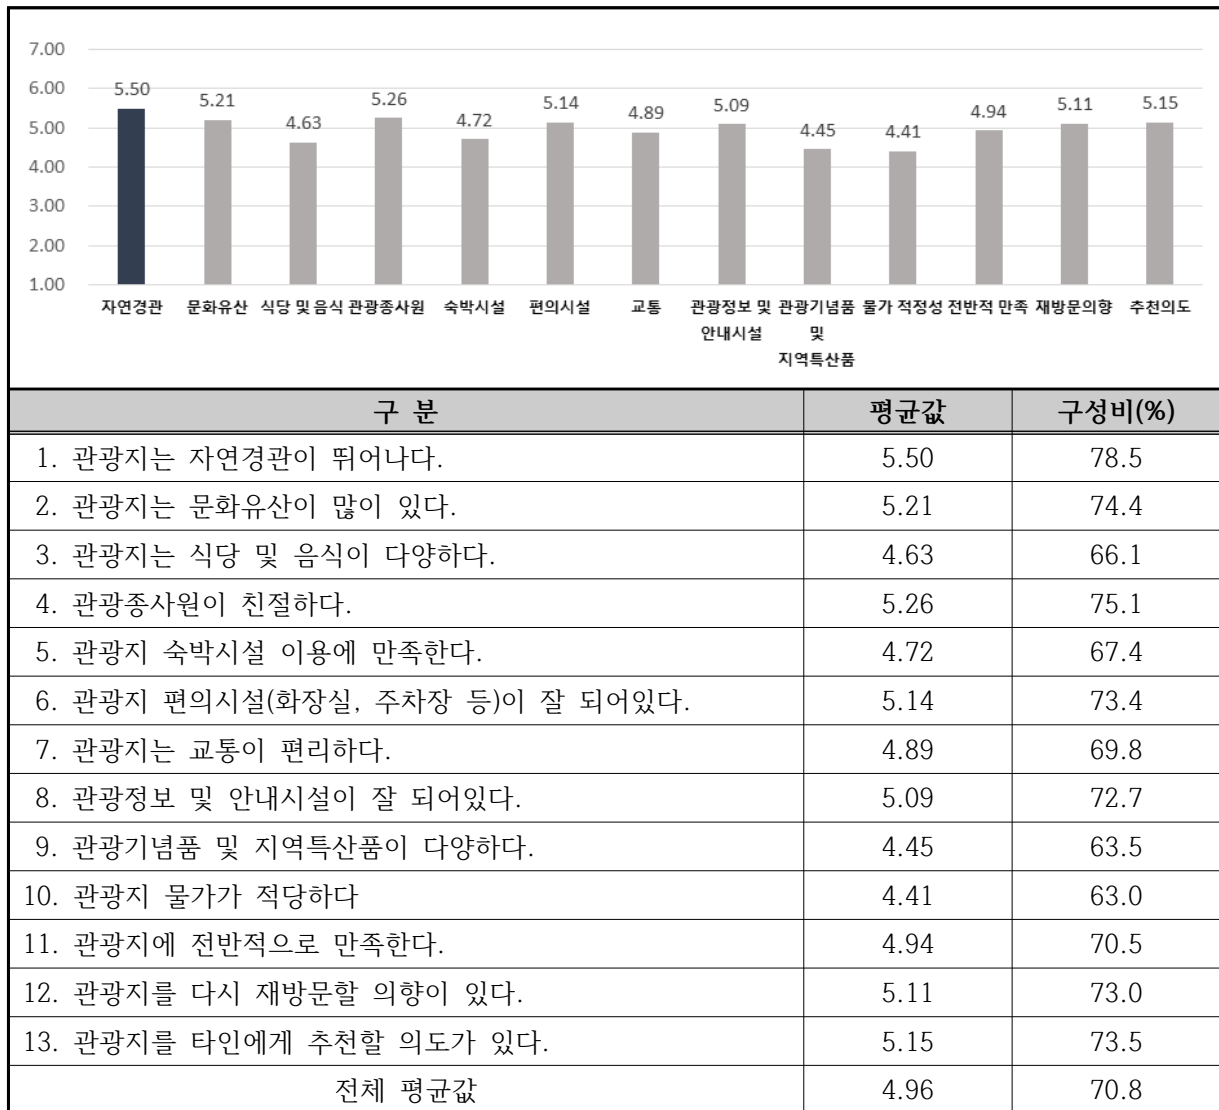 7.00
6.00
5.00
4.00
3.00
2.00
1.00
5.50 5.21 4.63 5.26 4.72 5.14 4.89 5.09 4.45 4.41 4.94 5.11 5.15
자연경관 문화유산 식당 및 음식 관광종사원 숙박시설 편의시설 교통 관광정보 및 관광기념품 물가 적정성 전반적 만족 재방문의향 추천의도
안내시설 및
지역특산품
구 분 평균값 구성비(%)
1. 관광지는 자연경관이 뛰어나다. 5.50 78.5
2. 관광지는 문화유산이 많이 있다. 5.21 74.4
3. 관광지는 식당 및 음식이 다양하다. 4.63 66.1
4. 관광종사원이 친절하다. 5.26 75.1
5. 관광지 숙박시설 이용에 만족한다. 4.72 67.4
6. 관광지 편의시설(화장실, 주차장 등)이 잘 되어있다. 5.14 73.4
7. 관광지는 교통이 편리하다. 4.89 69.8
8. 관광정보 및 안내시설이 잘 되어있다. 5.09 72.7
9. 관광기념품 및 지역특산품이 다양하다. 4.45 63.5
10. 관광지 물가가 적당하다 4.41 63.0
11. 관광지에 전반적으로 만족한다. 4.94 70.5
12. 관광지를 다시 재방문할 의향이 있다. 5.11 73.0
13. 관광지를 타인에게 추천할 의도가 있다. 5.15 73.5
전체 평균값 4.96 70.8